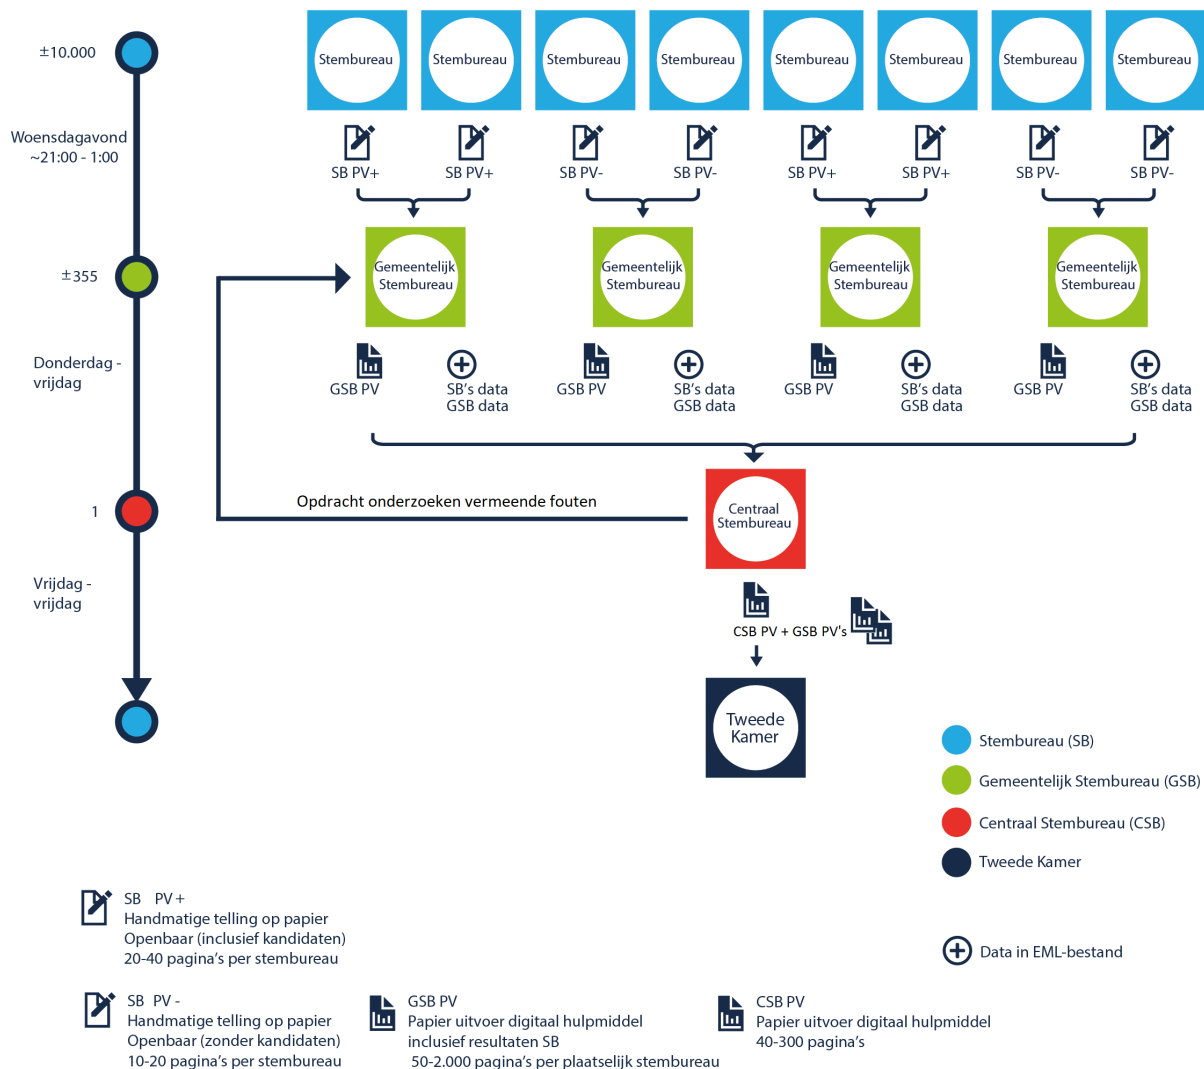 ±10.000
Stembureau
Stembureau
Stembureau
Stembureau
Stembureau
Stembureau
Stembureau
Stembureau
Woensdagavond
~21:00 - 1:00
SB PV+
SB PV+
SB PV-
SB PV-
SB PV+
SB PV+
SB PV-
SB PV-
±355
Gemeentelijk
Stembureau
Gemeentelijk
Stembureau
Gemeentelijk
Stembureau
Gemeentelijk
Stembureau
Donderdag -
vrijdag
GSB PV
SB's data
GSB data
GSB PV
SB's data
GSB data
GSB PV
SB's data
GSB data
GSB PV
SB's data
GSB data
1
Opdracht onderzoeken vermeende fouten
Centraal
Stembureau
Vrijdag -
vrijdag
CSB PV + GSB PV's
Tweede
Kamer
Stembureau (SB)
Gemeentelijk Stembureau (GSB)
Centraal Stembureau (CSB)
Tweede Kamer
Data in EML-bestand
SB PV +
Handmatige telling op papier
Openbaar (inclusief kandidaten)
20-40 pagina's per stembureau
SB PV -
Handmatige telling op papier
Openbaar (zonder kandidaten)
10-20 pagina's per stembureau
GSB PV
Papier uitvoer digitaal hulpmiddel
inclusief resultaten SB
50-2.000 pagina's per plaatselijk stembureau
CSB PV
Papier uitvoer digitaal hulpmiddel
40-300 pagina's